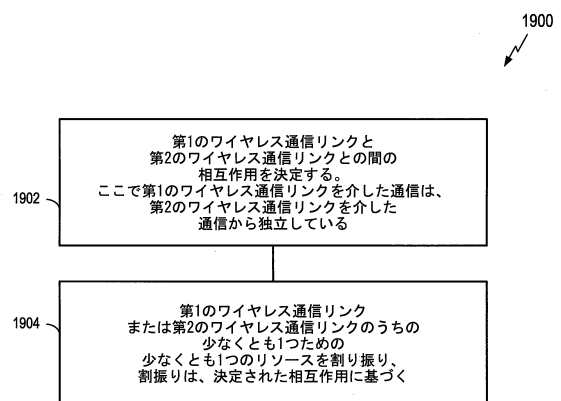 1900
第1のワイヤレス通信リンクと
第2のワイヤレス通信リンクとの間の
相互作用を決定する。
ここで第1のワイヤレス通信リンクを介した通信は、
第2のワイヤレス通信リンクを介した
通信から独立している
1902
第1のワイヤレス通信リンク
または第2のワイヤレス通信リンクのうちの
少なくとも1つための
少なくとも1つのリソースを割り振り、
割振りは、決定された相互作用に基づく
1904